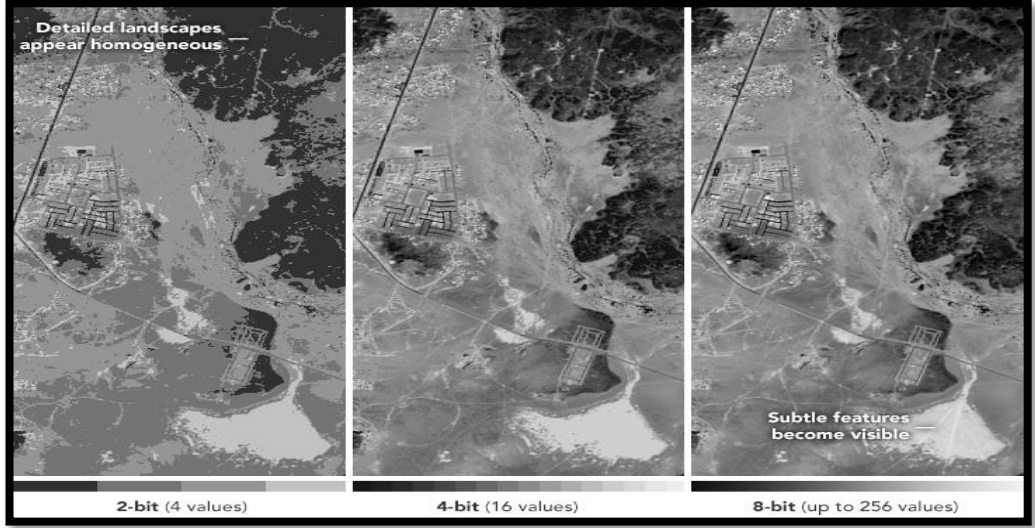 Detailed landscapes
appear homogeneous
Subtle features
become visible
2-bit (4 values)
4-bit (16 values)
8-bit (up to 256 values)